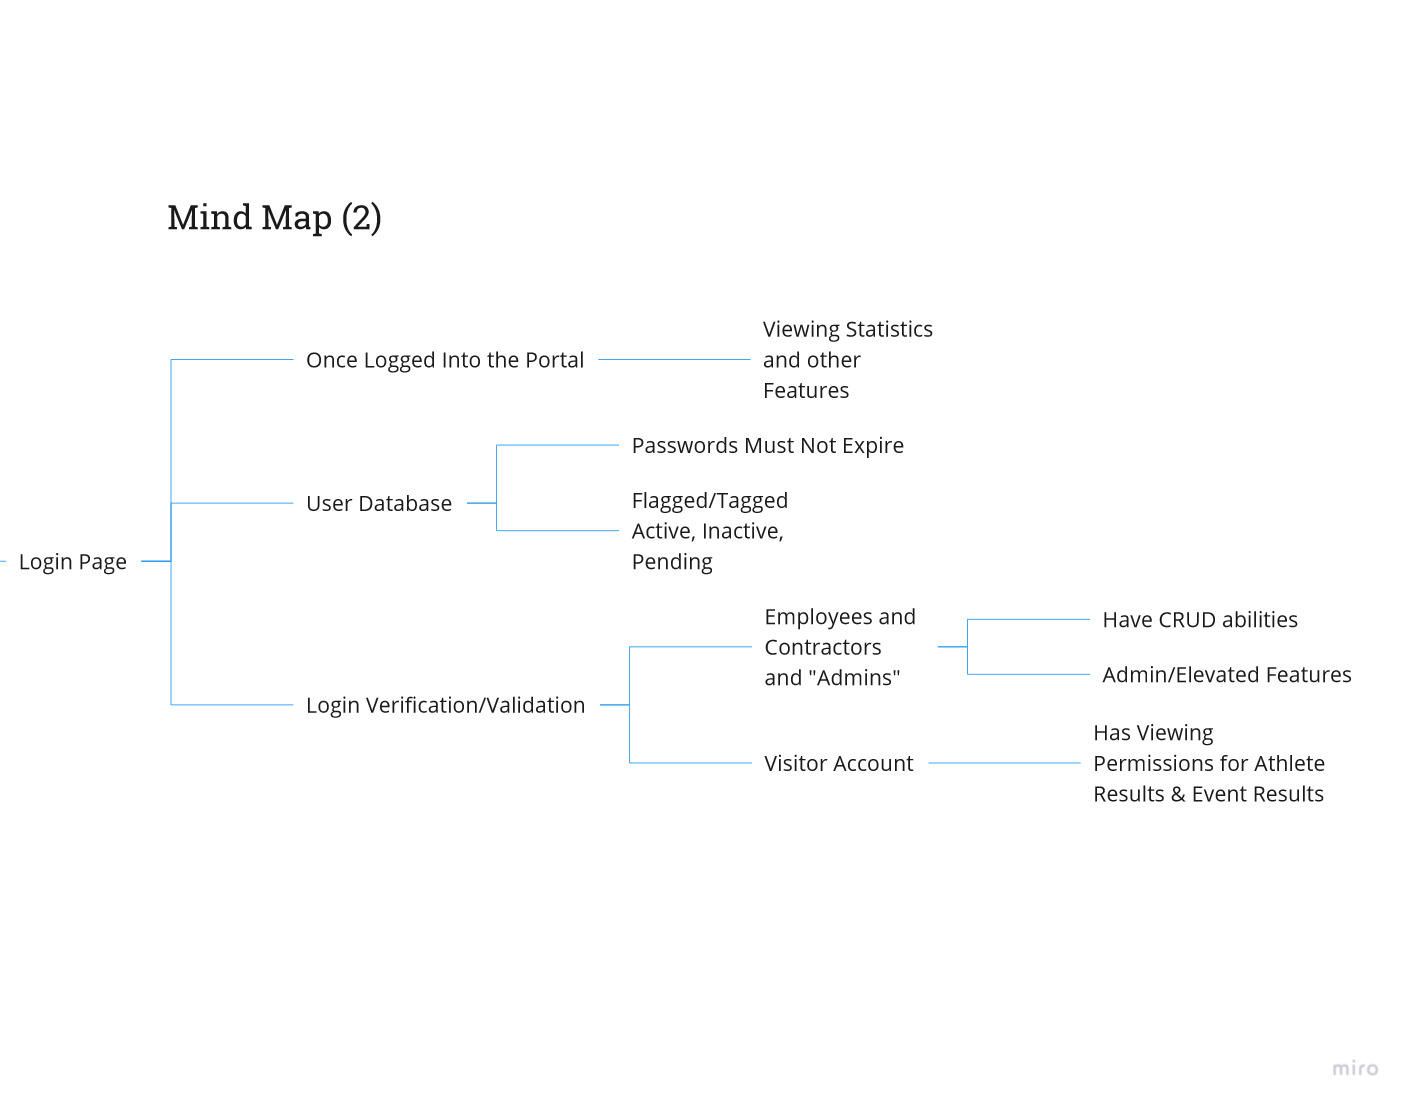 Mind Map (2)
Viewing Statistics
and other
Features
Once Logged Into the Portal
Passwords Must Not Expire
User Database
Flagged/Tagged
Active, Inactive,
Pending
Login Page
Employees and
Contractors
and "Admins"
Have CRUD abilities
Admin/Elevated Features
Login Verification/Validation
Visitor Account
Has Viewing
Permissions for Athlete
Results & Event Results
miro